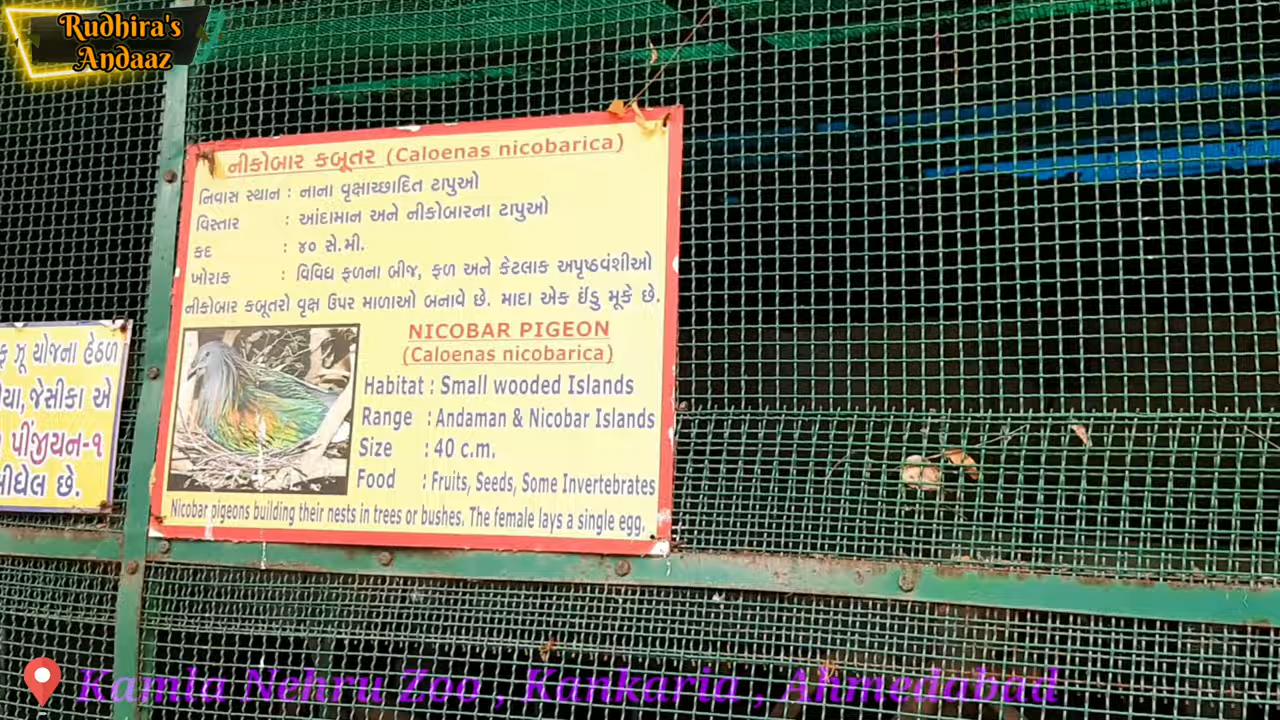 Rudhira's
Andaaz
નીકોબાર કબૂતર (Caloenas nicobarica)
નિવાસ સ્થાન : નાના વૃક્ષાચ્છાદિત ટાપુઓ
વિસ્તાર : આંદામાન અને નીકોબારના ટાપુઓ
કદ : ૪૦ સે.મી.
ખોરાક : વિવિધ ફળના બીજ, ફળ અને કેટલાક અપૃષ્ઠવંશીઓ
નીકોબાર કબૂતરો વૃક્ષ ઉપર માળાઓ બનાવે છે. માદા એક ઈંડુ મૂકે છે.
NICOBAR PIGEON
(Caloenas nicobarica)
Habitat : Small wooded Islands
Range : Andaman & Nicobar Islands
Size : 40 c.m.
Food : Fruits, Seeds, Some Invertebrates
Nicobar pigeons building their nests in trees or bushes. The female lays a single egg.
ઝૂ યોજના હેઠળ
જેસીકા એ
પીંજીયન-૧
છે.
Kamla Nehru Zoo , Kankaria , Ahmedabad